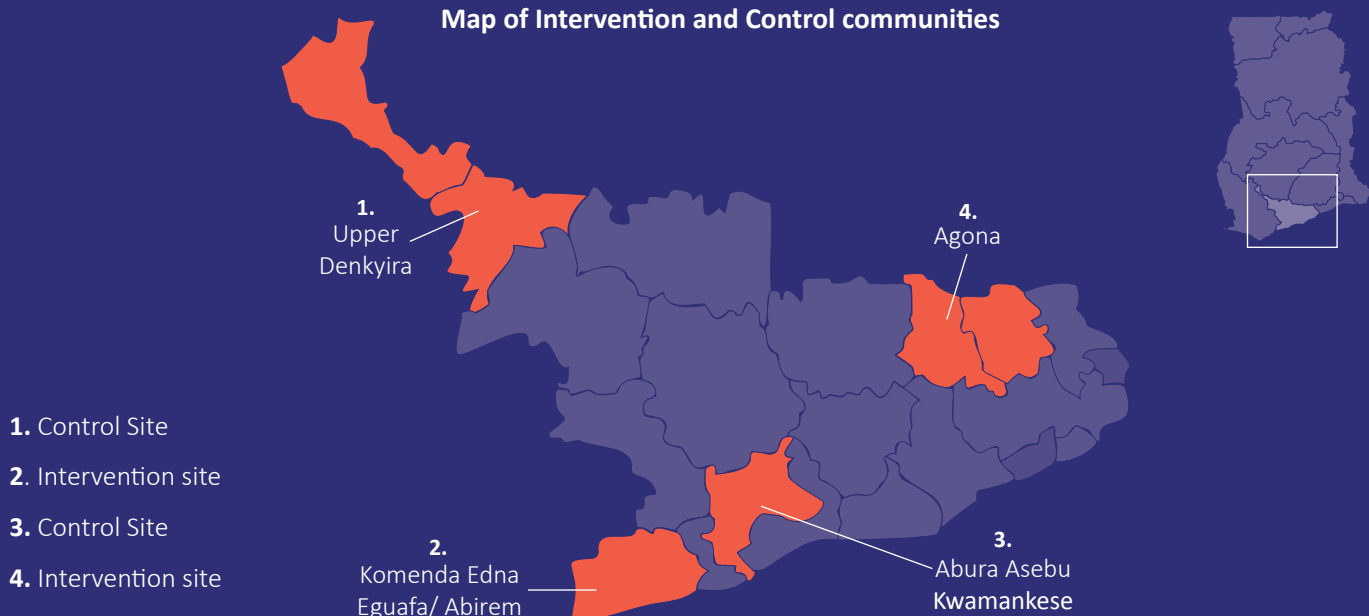 Map of Intervention and Control communities
1.
Upper
Denkyira
4.
Agona
1. Control Site
2. Intervention site
3. Control Site
4. Intervention site
2.
Komenda Edna
Eguafa/ Abirem
3.
Abura Asebu
Kwamankese